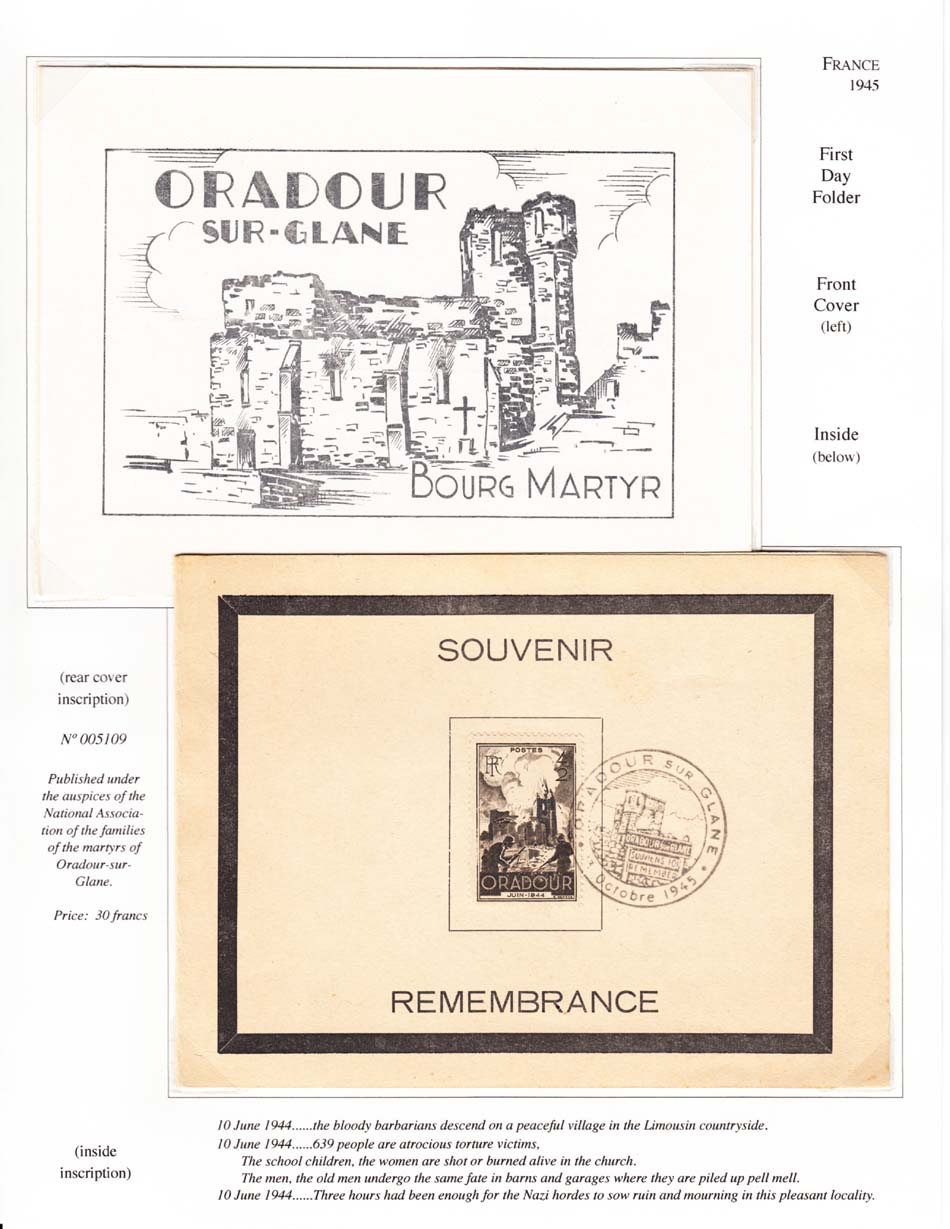 FRANCE
1945
First
Day
Folder
Front
Cover
(left)
Inside
(below)
ORADOUR
SUR-GLANE
BOURG MARTYR
SOUVENIR
POSTES
RF
4
2
ORADOUR
JUIN-1944
ORADOUR SUR GLANE
ORADOUR SUR GLANE
SOUVIENS TOI
REMEMBER
Octobre 1945
REMEMBRANCE
(rear cover
inscription)
Nº 005109
Published under
the auspices of the
National Associa-
tion of the families
of the martyrs of
Oradour-sur-
Glane.
Price: 30 francs
(inside
inscription)
10 June 1944......the bloody barbarians descend on a peaceful village in the Limousin countryside.
10 June 1944......639 people are atrocious torture victims,
The school children, the women are shot or burned alive in the church.
The men, the old men undergo the same fate in barns and garages where they are piled up pell mell.
10 June 1944......Three hours had been enough for the Nazi hordes to sow ruin and mourning in this pleasant locality.